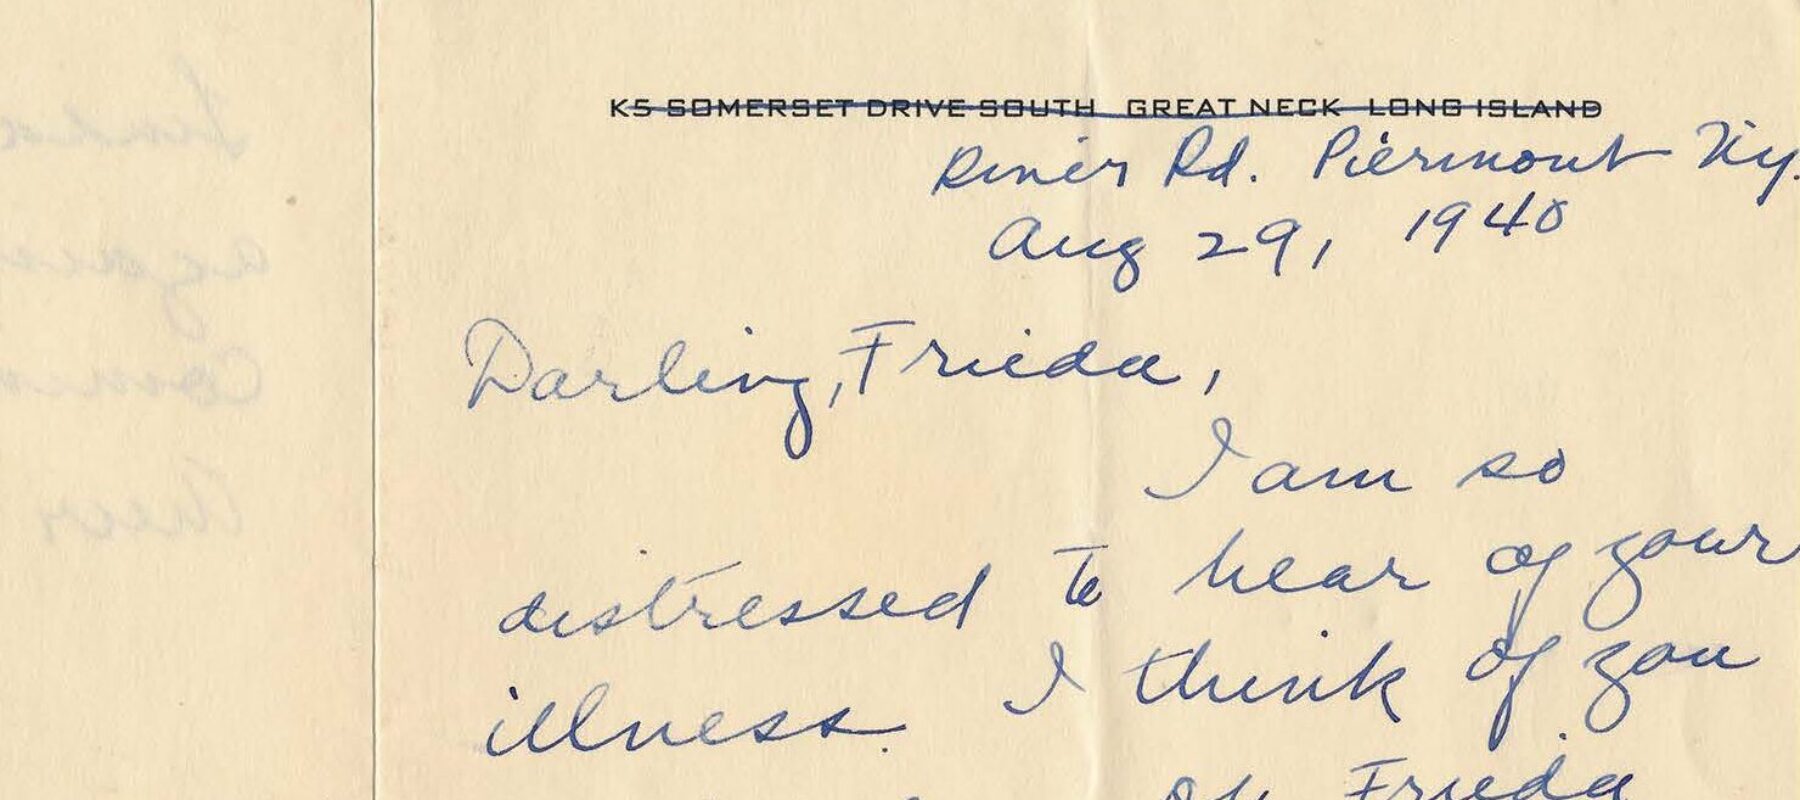 K5 SOMERSET DRIVE SOUTH GREAT NECK LONG ISLAND
River Rd. Piermont N.y.
Aug 29, 1940
Darling, Frieda,
I am so
distressed to hear of your
illness. I think of you
oh Frieda